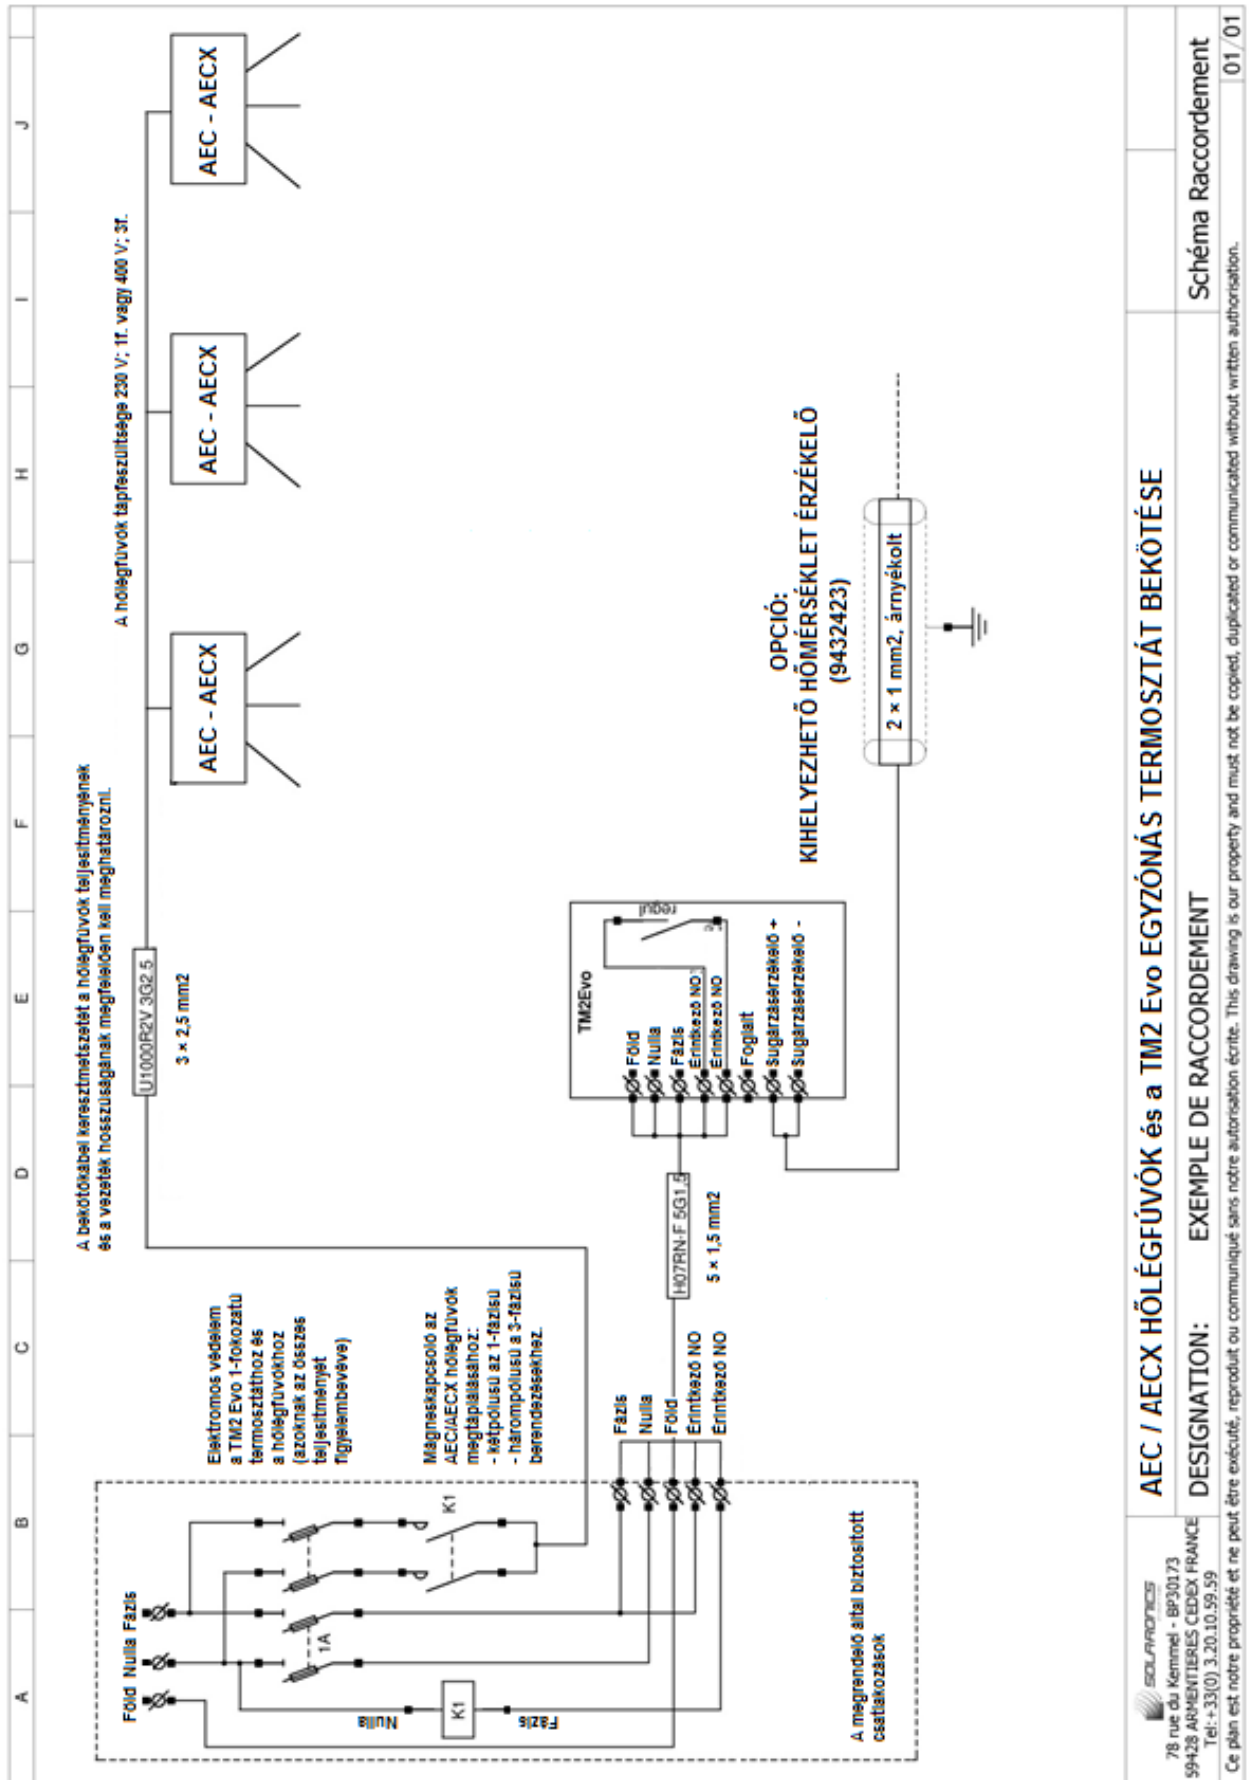 A
B
C
D
E
F
G
H
I
J
A bekötőkábel keresztmetszetét a hőlégfúvók teljesítményének
és a vezeték hosszúságának megfelelően kell meghatározni.
A hőlégfúvók tápfeszültsége 230 V; 1f. vagy 400 V; 3f.
U1000R2V 3G2.5
3 × 2,5 mm2
AEC - AECX
AEC - AECX
AEC - AECX
Föld Nulla Fázis
1A
K1
Nulla
K1
Fázis
A megrendelő által biztosított
csatlakozások
Elektromos védelem
a TM2 Evo 1-fokozatú
termosztáthoz és
a hőlégfúvókhoz
(azoknak az összes
teljesítményét
figyelembevéve)
Mágneskapcsoló az
AEC/AECX hőlégfúvók
megtáplálásához:
- kétpólusú az 1-fázisú
- hárompólusú a 3-fázisú
berendezésekhez.
Fázis
Nulla
Föld
Érintkező NO
Érintkező NO
H07RN-F 5G1,5
5 × 1,5 mm2
TM2Evo
Föld
Nulla
Fázis
Érintkező NO
Érintkező NO
Foglalt
Sugárzásérzékelő +
Sugárzásérzékelő -
regul
OPCIÓ:
KIHELYEZHETŐ HŐMÉRSÉKLET ÉRZÉKELŐ
(9432423)
2 × 1 mm2, árnyékolt
AEC / AECX HŐLÉGFÚVÓK és a TM2 Evo EGYZÓNÁS TERMOSZTÁT BEKÖTÉSE
SOLARONICS
78 rue du Kemmel - BP30173
59428 ARMENTIERES CEDEX FRANCE
Tel:+33(0) 3.20.10.59.59
DESIGNATION: EXEMPLE DE RACCORDEMENT
Schéma Raccordement
Ce plan est notre propriété et ne peut être exécuté, reproduit ou communiqué sans notre autorisation écrite. This drawing is our property and must not be copied, duplicated or communicated without written authorisation.
01/01